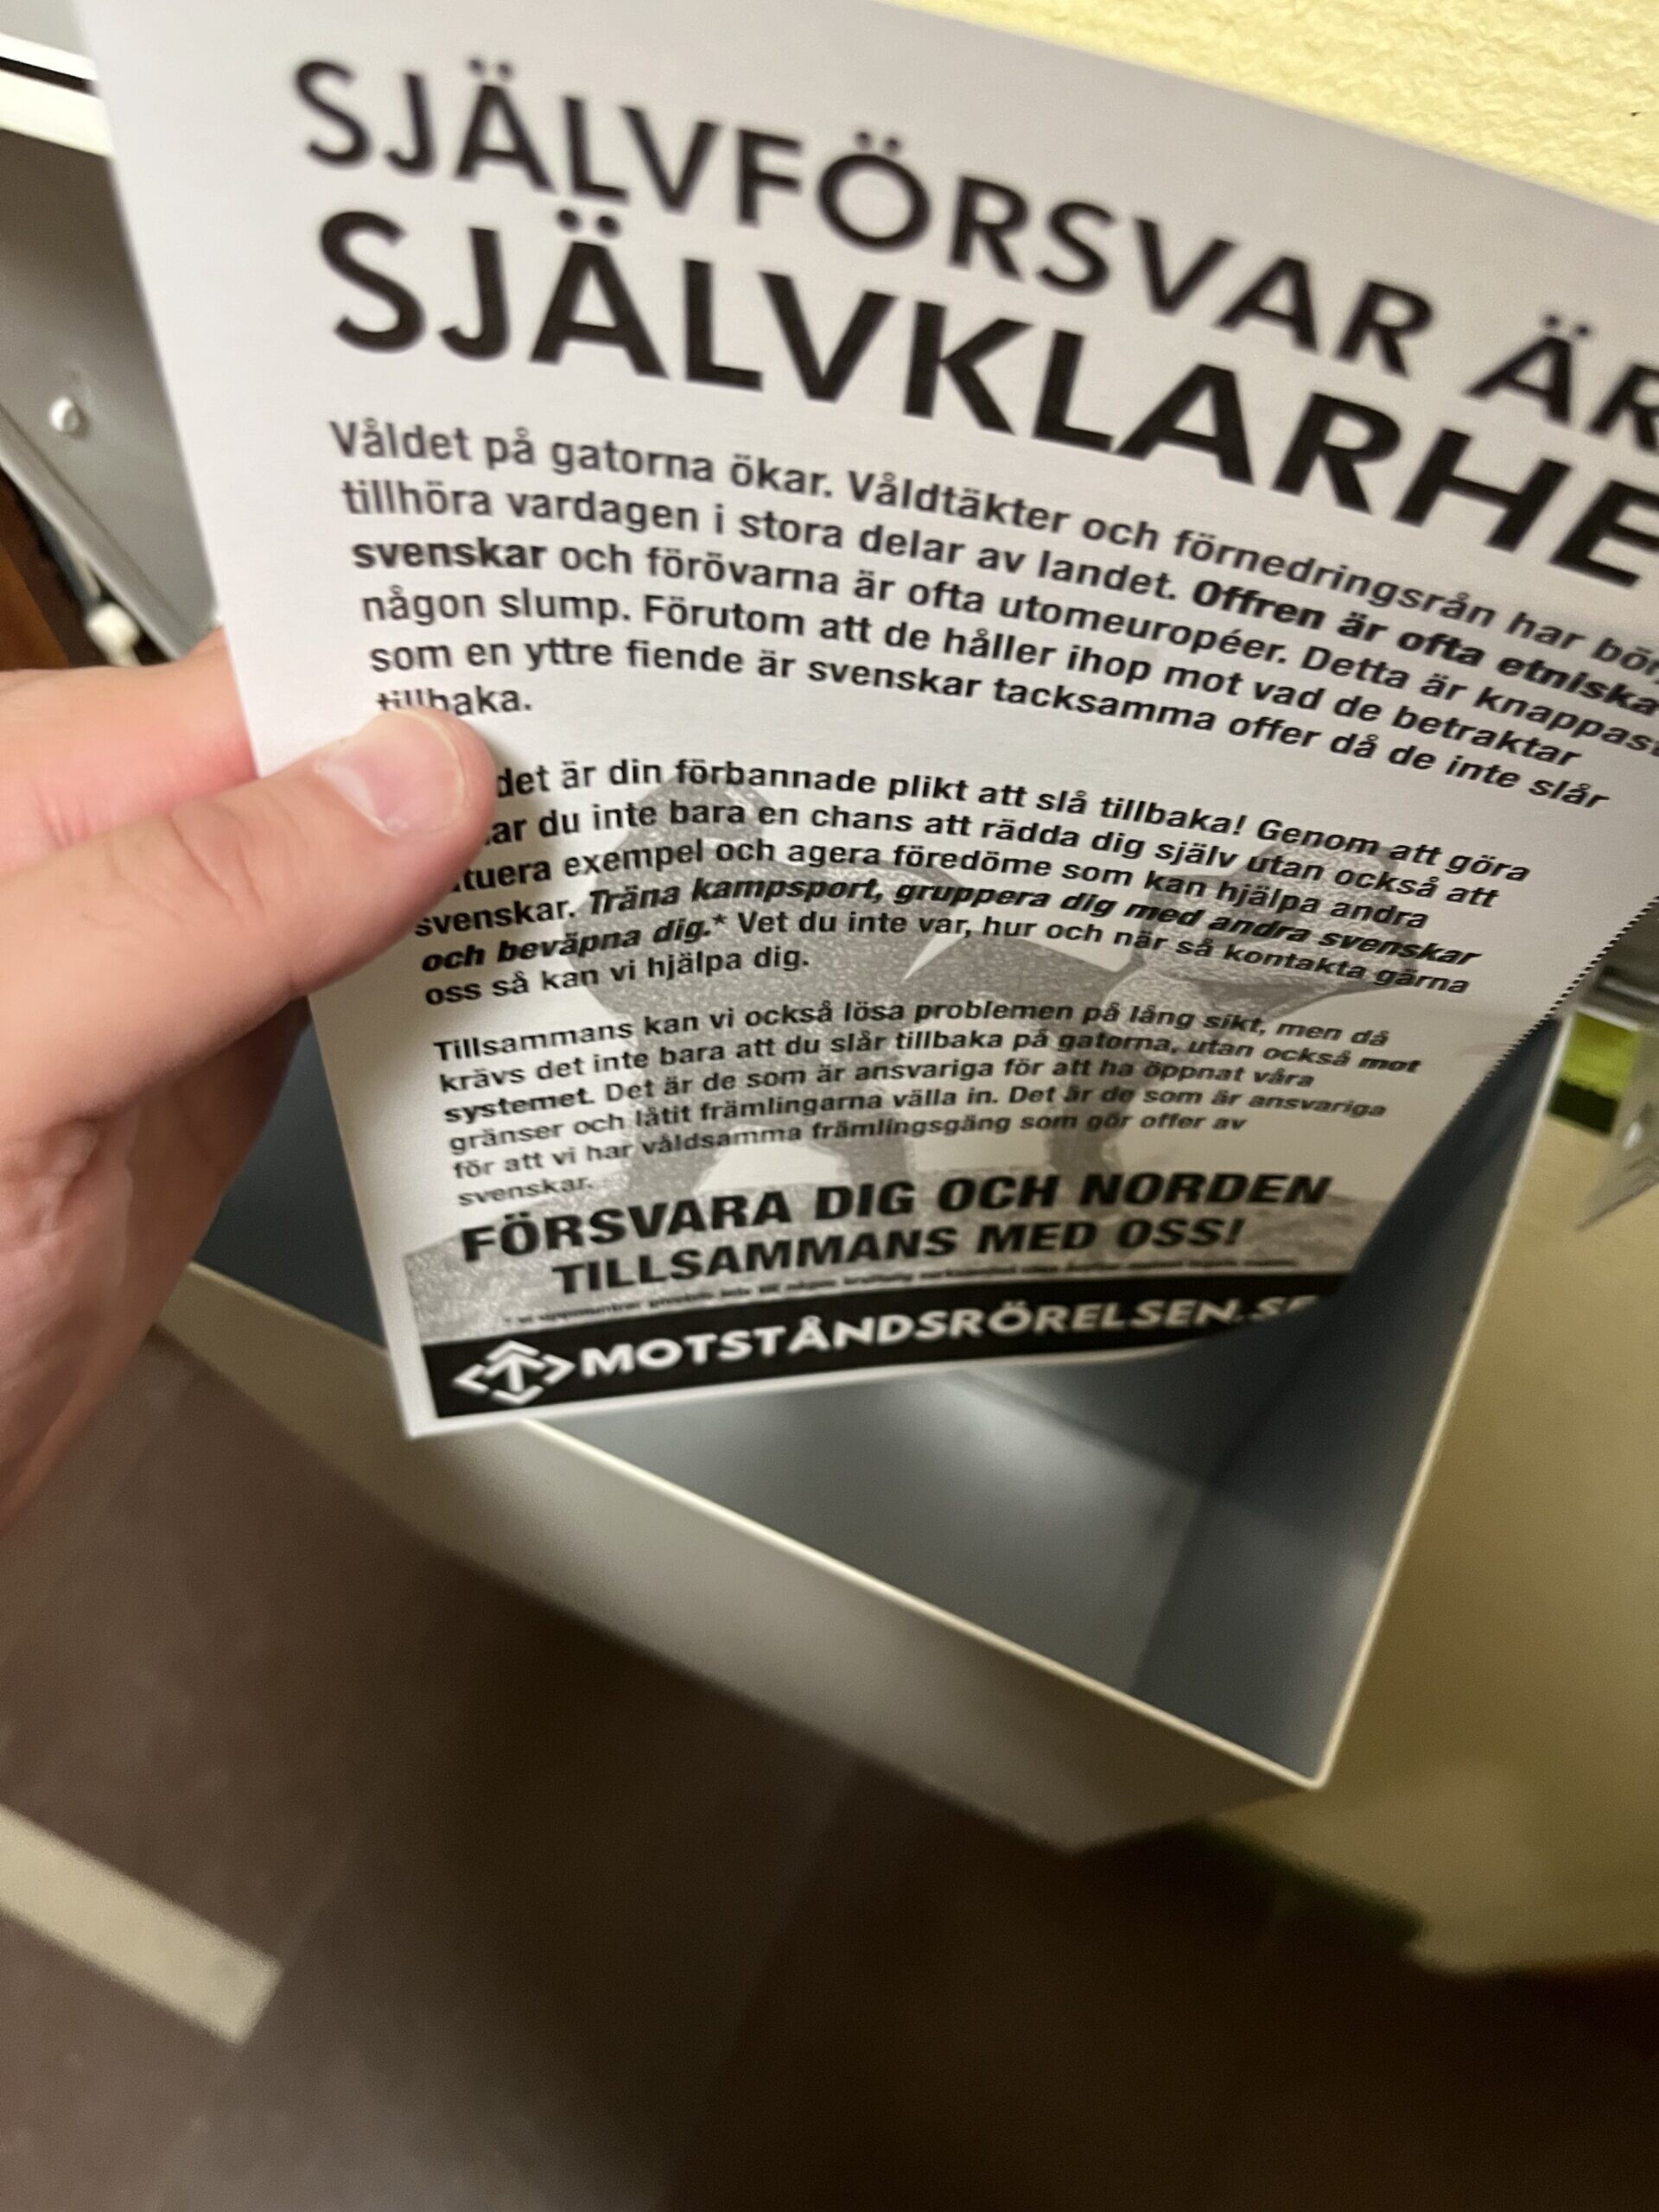 SJÄLVFÖRSVAR ÄR
SJÄLVKLARHE
Våldet på gatorna ökar. Våldtäkter och förnedringsrån har bör
tillhöra vardagen i stora delar av landet. Offren är ofta etniska
svenskar och förövarna är ofta utomeuropéer. Detta är knappast
någon slump. Förutom att de håller ihop mot vad de betraktar
som en yttre fiende är svenskar tacksamma offer då de inte slår
tillbaka.
det är din förbannade plikt att slå tillbaka! Genom att göra
ar du inte bara en chans att rädda dig själv utan också att
tuera exempel och agera föredöme som kan hjälpa andra
svenskar. Träna kampsport, gruppera dig med andra svenskar
och beväpna dig.* Vet du inte var, hur och när så kontakta gärna
oss så kan vi hjälpa dig.
Tillsammans kan vi också lösa problemen på lång sikt, men då
krävs det inte bara att du slår tillbaka på gatorna, utan också mot
systemet. Det är de som är ansvariga för att ha öppnat våra
gränser och låtit främlingarna välla in. Det är de som är ansvariga
för att vi har våldsamma främlingsgäng som gör offer av
svenskar.
FÖRSVARA DIG OCH NORDEN
TILLSAMMANS MED OSS!
MOTSTÅNDSRÖRELSEN.SE